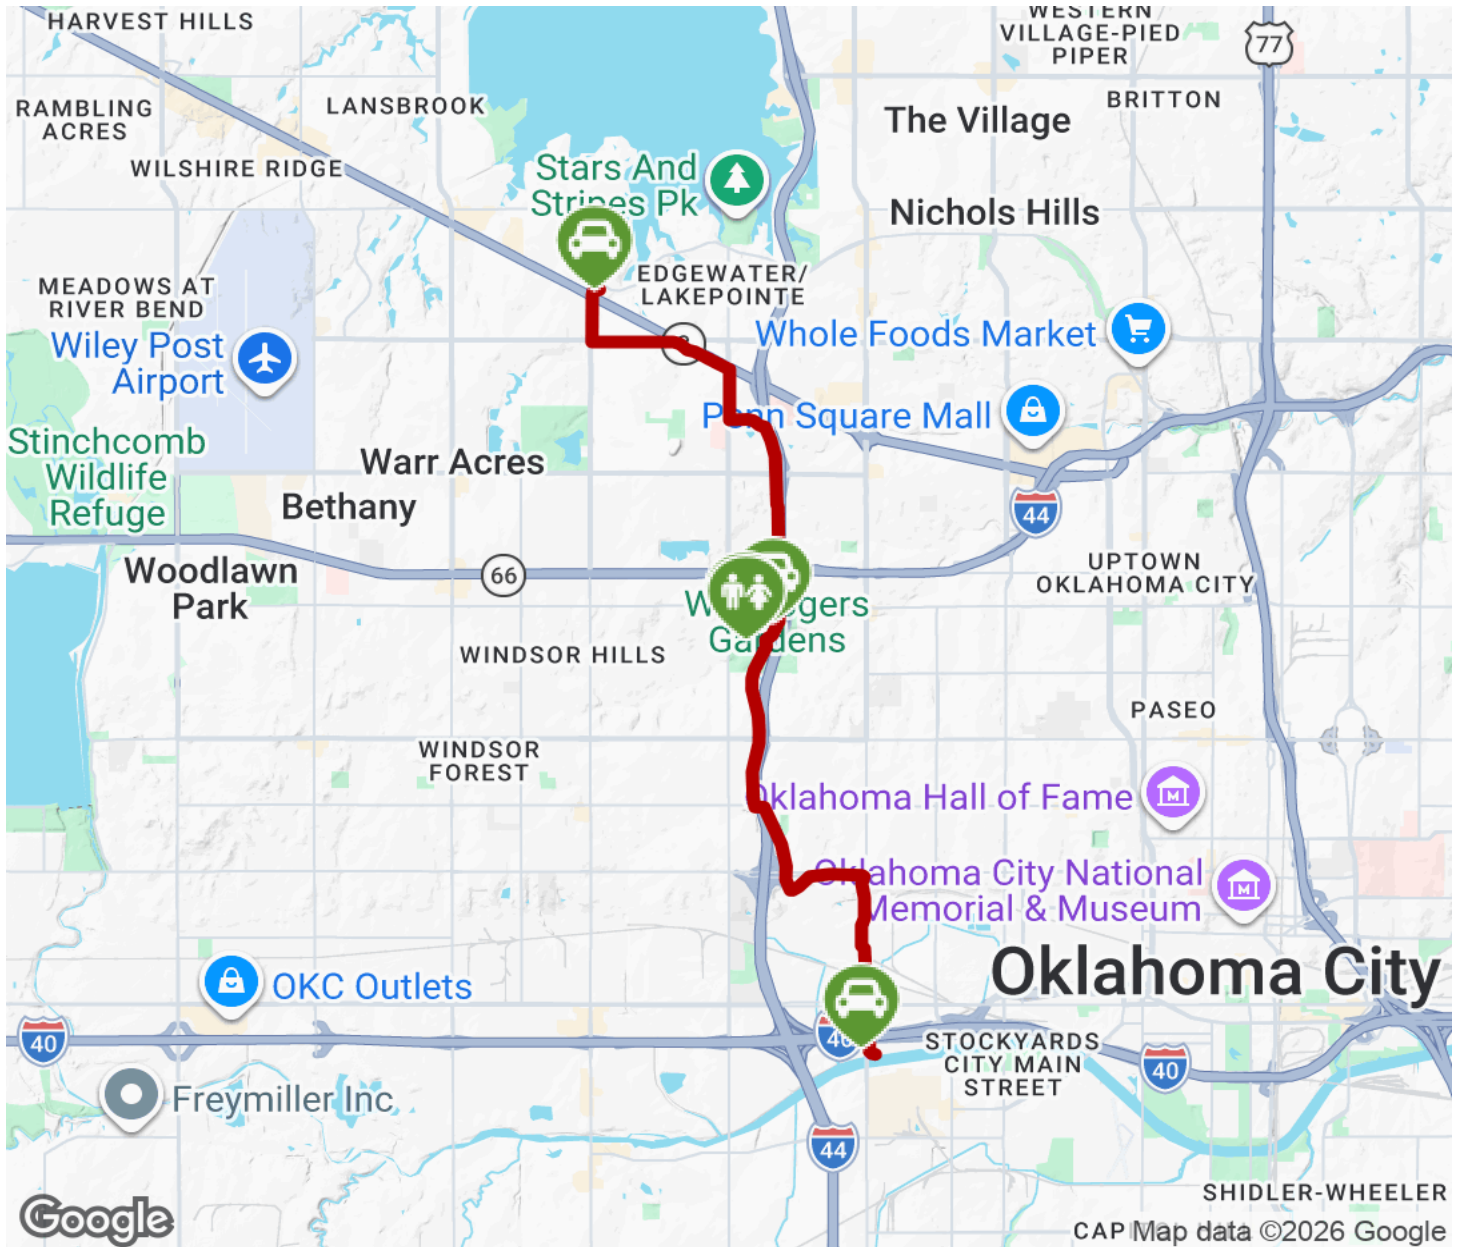 HARVEST HILLS
WESTERN
VILLAGE-PIED
PIPER
77
RAMBLING
ACRES
LANSBROOK
The Village
BRITTON
WILSHIRE RIDGE
Stars And
Stripes Pk
Nichols Hills
MEADOWS AT
RIVER BEND
EDGEWATER/
LAKEPOINTE
Wiley Post
Airport
Whole Foods Market
Penn Square Mall
Stinchcomb
Wildlife
Refuge
Warr Acres
Bethany
44
Woodlawn
Park
66
UPTOWN
OKLAHOMA CITY
Gardens
WINDSOR HILLS
PASEO
WINDSOR
FOREST
Oklahoma Hall of Fame
Oklahoma City National
Memorial & Museum
Oklahoma City
OKC Outlets
40
40
STOCKYARDS
CITY MAIN
STREET
40
Freymiller Inc
44
SHIDLER-WHEELER
Google
CAP
Map data ©2026 Google